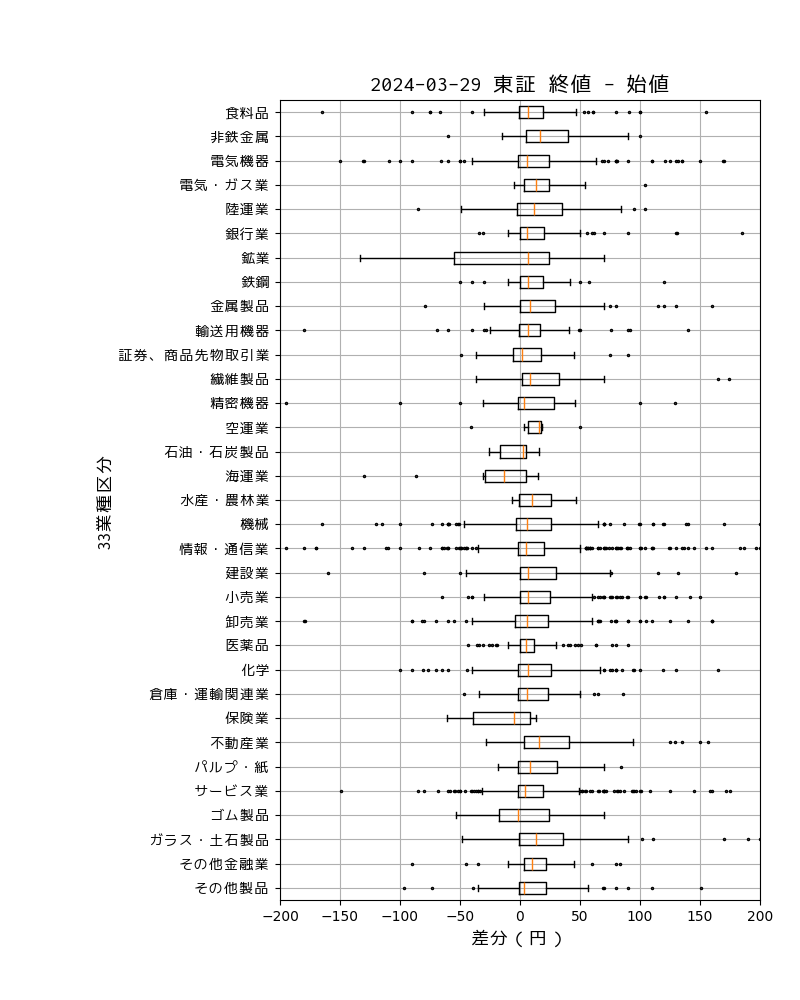 2024-03-29 東証 終値 - 始値
食料品
非鉄金属
電気機器
電気・ガス業
陸運業
銀行業
鉱業
鉄鋼
金属製品
輸送用機器
証券、商品先物取引業
繊維製品
精密機器
空運業
石油・石炭製品
海運業
水産・農林業
機械
情報・通信業
建設業
小売業
卸売業
医薬品
化学
倉庫・運輸関連業
保険業
不動産業
パルプ・紙
サービス業
ゴム製品
ガラス・土石製品
その他金融業
その他製品
33業種区分
−200 −150 −100 −50 0 50 100 150 200
差分（円）